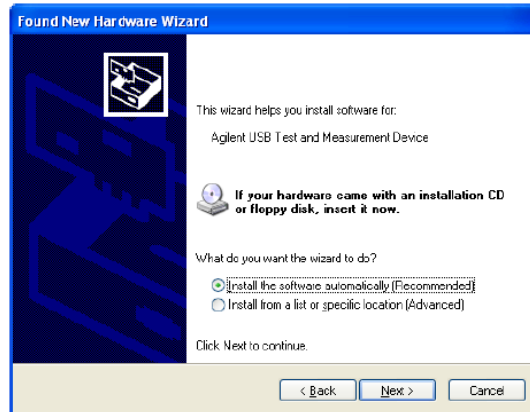 Found New Hardware Wizard
This wizard helps you install software for:
Agilent USB Test and Measurement Device
If your hardware came with an installation CD
or floppy disk, insert it now.
What do you want the wizard to do?
Install the software automatically (Recommended)
Install from a list or specific location (Advanced)
Click Next to continue.
< Back
Next >
Cancel